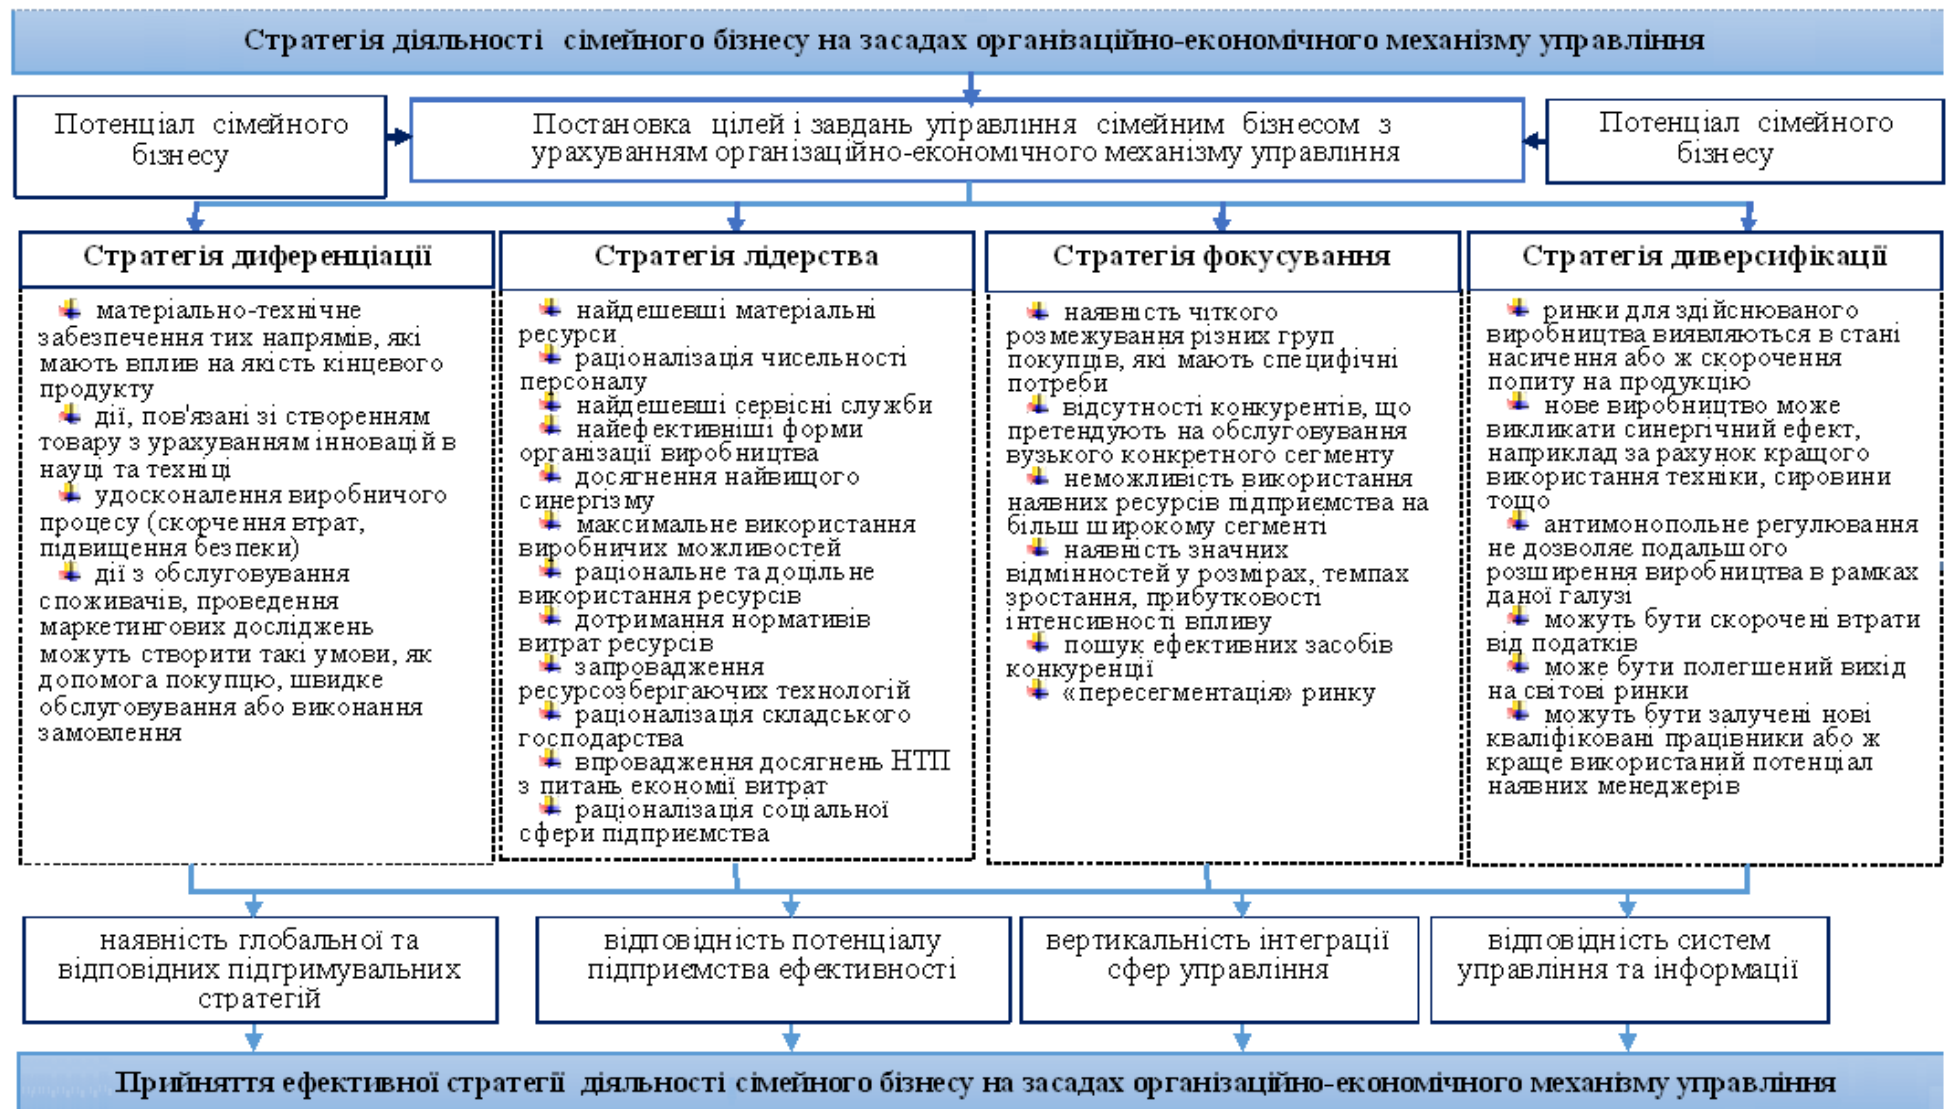 Стратегія діяльності сімейного бізнесу на засадах організаційно-економічного механізму управління
Потенціал сімейного
бізнесу
Постановка цілей і завдань управління сімейним бізнесом з
урахуванням організаційно-економічного механізму управління
Потенціал сімейного
бізнесу
Стратегія диференціації
матеріально-технічне
забезпечення тих напрямів, які
мають вплив на якість кінцевого
продукту
дії, пов'язані зі створенням
товару з урахуванням інновацій в
науці та техніці
удосконалення виробничого
процесу (скорчення втрат,
підвищення безпеки)
дії з обслуговування
споживачів, проведення
маркетингових досліджень
можуть створити такі умови, як
допомога покупцю, швидке
обслуговування або виконання
замовлення
Стратегія лідерства
найдешевші матеріальні
ресурси
раціоналізація чисельності
персоналу
найдешевші сервісні служби
найефективніші форми
організації виробництва
досягнення найвищого
синергізму
максимальне використання
виробничих можливостей
раціональне та доцільне
використання ресурсів
дотримання нормативів
витрат ресурсів
запровадження
ресурсозберігаючих технологій
раціоналізація складського
господарства
впровадження досягнень НТП
з питань економії витрат
раціоналізація соціальної
сфери підприємства
Стратегія фокусування
наявність чіткого
розмежування різних груп
покупців, які мають специфічні
потреби
відсутності конкурентів, що
претендують на обслуговування
вузького конкретного сегменту
неможливість використання
наявних ресурсів підприємства на
більш широкому сегменті
наявність значних
відмінностей у розмірах, темпах
зростання, прибутковості
інтенсивності впливу
пошук ефективних засобів
конкуренції
«пересегментація» ринку
Стратегія диверсифікації
ринки для здійснюваного
виробництва виявляються в стані
насичення або ж скорочення
попиту на продукцію
нове виробництво може
викликати синергічний ефект,
наприклад за рахунок кращого
використання техніки, сировини
тощо
антимонопольне регулювання
не дозволяє подальшого
розширення виробництва в рамках
даної галузі
можуть бути скорочені втрати
від податків
може бути полегшений вихід
на світові ринки
можуть бути залучені нові
кваліфіковані працівники або ж
краще використаний потенціал
наявних менеджерів
наявність глобальної та
відповідних підтримувальних
стратегій
відповідність потенціалу
підприємства ефективності
вертикальність інтеграції
сфер управління
відповідність систем
управління та інформації
Прийняття ефективної стратегії діяльності сімейного бізнесу на засадах організаційно-економічного механізму управління